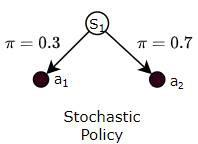 S₁
π = 0.3
π = 0.7
a₁
a₂
Stochastic
Policy